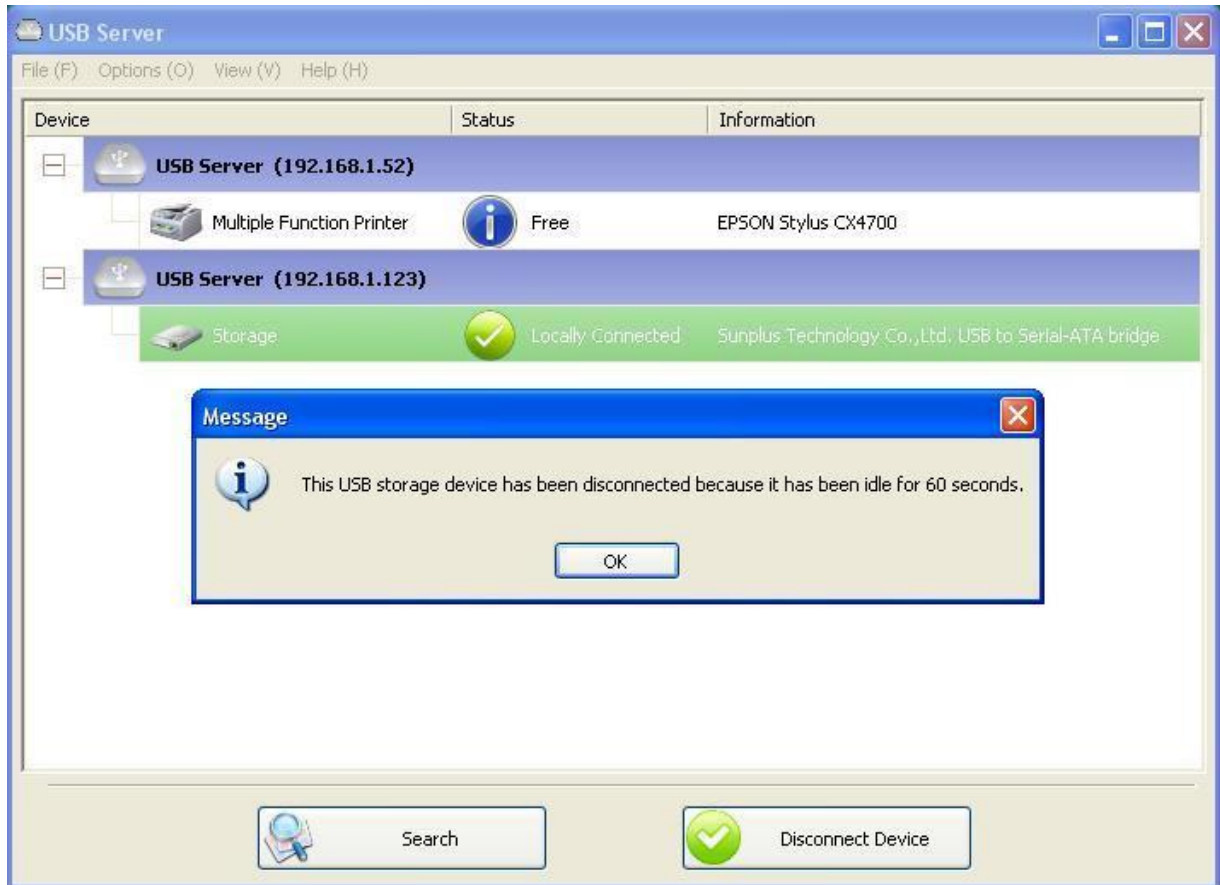 USB Server
File (F) Options (O) View (V) Help (H)
Device Status Information
USB Server (192.168.1.52)
Multiple Function Printer Free EPSON Stylus CX4700
USB Server (192.168.1.123)
Storage Locally Connected Sunplus Technology Co.,Ltd. USB to Serial-ATA bridge
Message
This USB storage device has been disconnected because it has been idle for 60 seconds.
OK
Search Disconnect Device